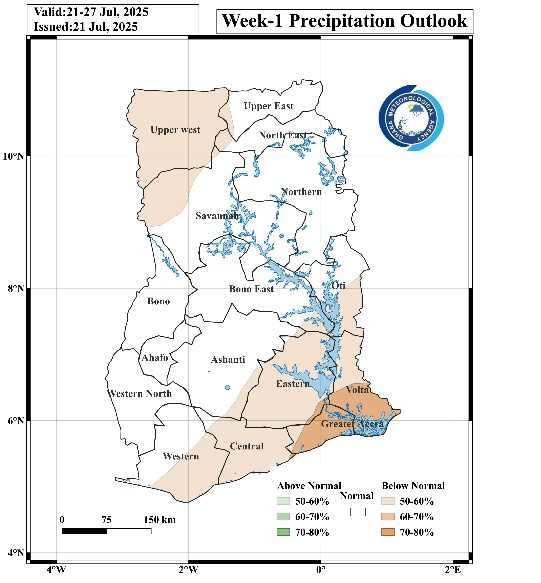 Valid:21-27 Jul, 2025
Issued:21 Jul, 2025
Week-1 Precipitation Outlook
Upper East
Upper west
North East
10°N
Northern
Savannah
Oti
8°N
Bono East
Bono
Ahafo
Ashanti
Eastern
Volta
Western North
6°N
Greater Accra
Central
Western
Above Normal
Below Normal
Normal
50-60%
50-60%
60-70%
60-70%
70-80%
70-80%
0 75 150 km
4°N
4°W 2°W 0° 2°E
GHANA METEOROLOGICAL AGENCY